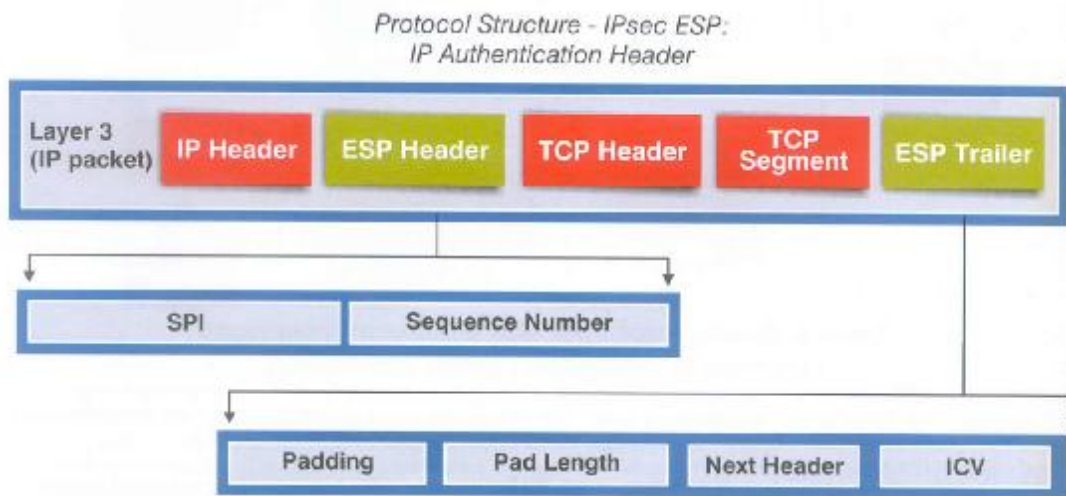 Protocol Structure - IPsec ESP:
IP Authentication Header
Layer 3
(IP packet)
IP Header
ESP Header
TCP Header
TCP
Segment
ESP Trailer
SPI
Sequence Number
Padding
Pad Length
Next Header
ICV